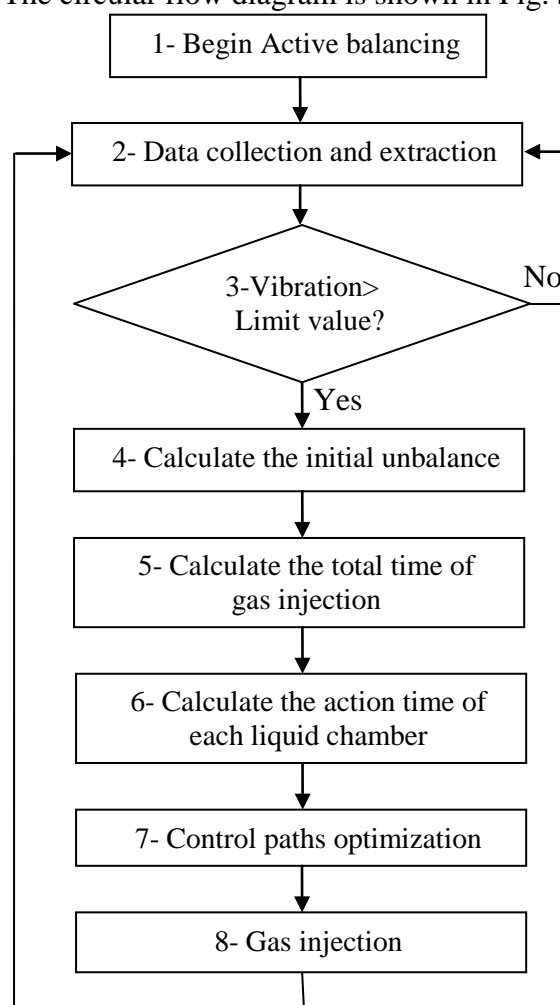 The circular flow diagram is shown in Fig.
1- Begin Active balancing
2- Data collection and extraction
3-Vibration>
Limit value?
No
Yes
4- Calculate the initial unbalance
5- Calculate the total time of
gas injection
6- Calculate the action time of
each liquid chamber
7- Control paths optimization
8- Gas injection